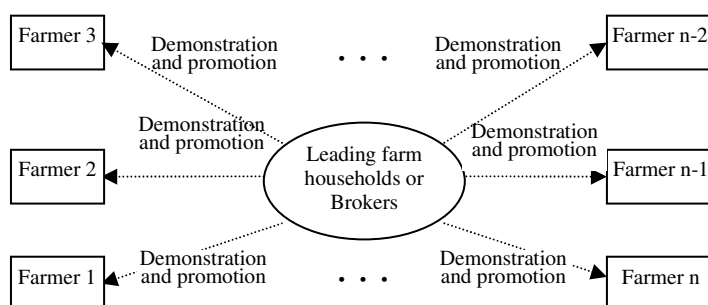 Farmer 3
Demonstration
and promotion
. . .
Demonstration
and promotion
Farmer n-2
Demonstration
and promotion
Demonstration
and promotion
Farmer 2
Leading farm
households or
Brokers
Farmer n-1
Farmer 1
Demonstration
and promotion
. . .
Demonstration
and promotion
Farmer n